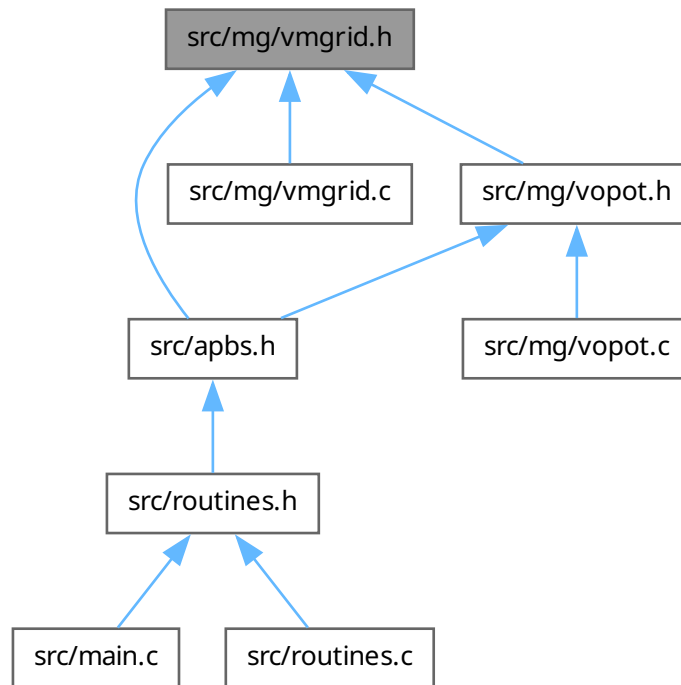 src/mg/vmgrid.h
src/mg/vmgrid.c
src/mg/vopot.h
src/apbs.h
src/mg/vopot.c
src/routines.h
src/main.c
src/routines.c